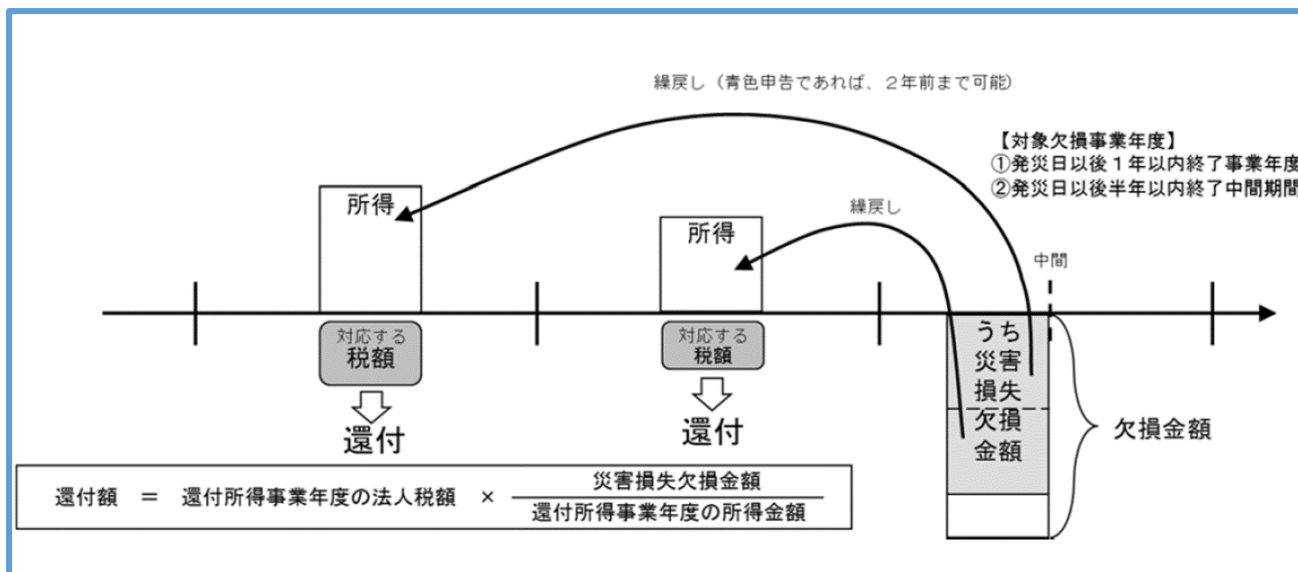 繰戻し（青色申告であれば、２年前まで可能）
【対象欠損事業年度】
①発災日以後１年以内終了事業年度
②発災日以後半年以内終了中間期間
所得
所得
繰戻し
中間
対応する
税額
対応する
税額
還付
還付
うち
災害
損失
欠損
金額
欠損金額
還付額 ＝ 還付所得事業年度の法人税額 × 災害損失欠損金額
還付所得事業年度の所得金額